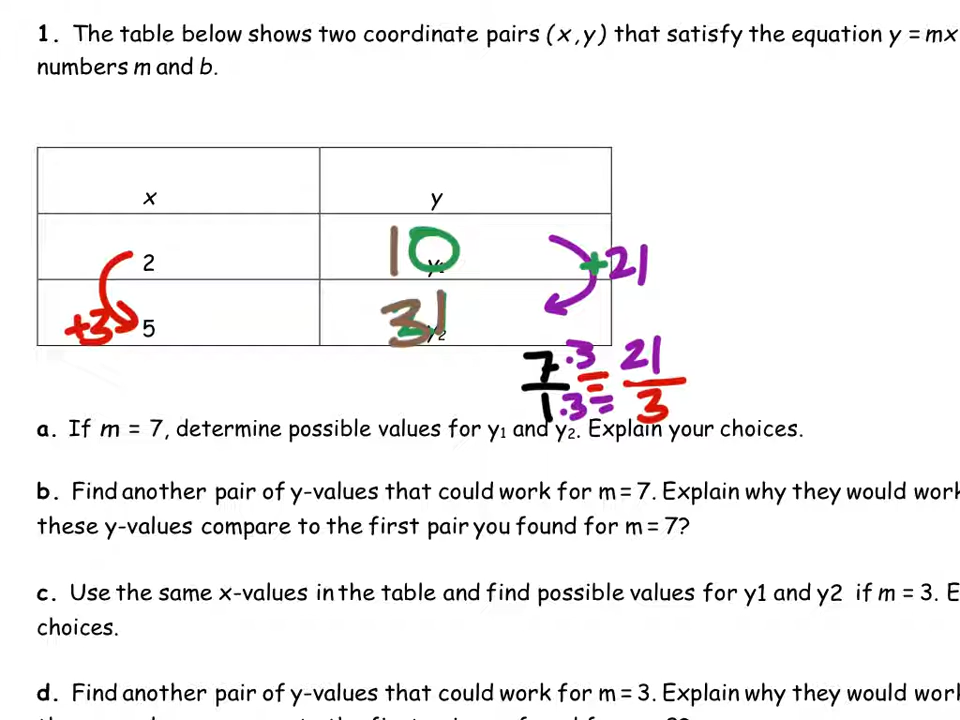 1. The table below shows two coordinate pairs (x,y) that satisfy the equation y = mx
numbers m and b.
x y
2 10
+21
+3 5 31
7 ·3 = 21
1 ·3 = 3
a. If m = 7, determine possible values for y₁ and y₂. Explain your choices.
b. Find another pair of y-values that could work for m = 7. Explain why they would work
these y-values compare to the first pair you found for m = 7?
c. Use the same x-values in the table and find possible values for y1 and y2 if m = 3. E
choices.
d. Find another pair of y-values that could work for m = 3. Explain why they would work